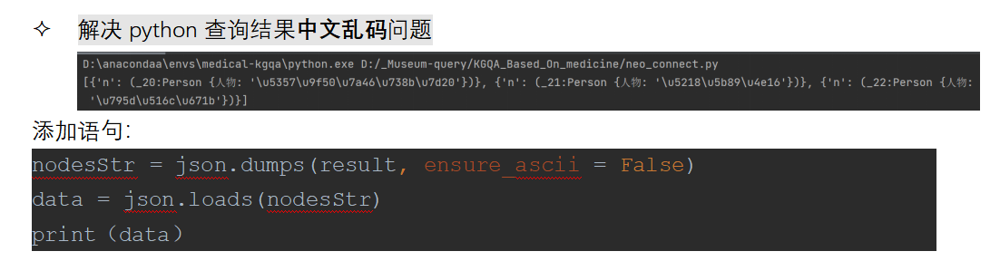 ✧ 解决 python 查询结果中文乱码问题
D:\anacondaa\envs\medical-kgqa\python.exe D:/_Museum-query/KGQA_Based_On_medicine/neo_connect.py
[{'n': (_20:Person {人物: '\u5357\u9f50\u7a46\u738b\u7d20'})}, {'n': (_21:Person {人物: '\u5218\u5b89\u4e16'})}, {'n': (_22:Person {人物:
'\u795d\u516c\u671b'})}]
添加语句：
nodesStr = json.dumps(result, ensure_ascii = False)
data = json.loads(nodesStr)
print（data）